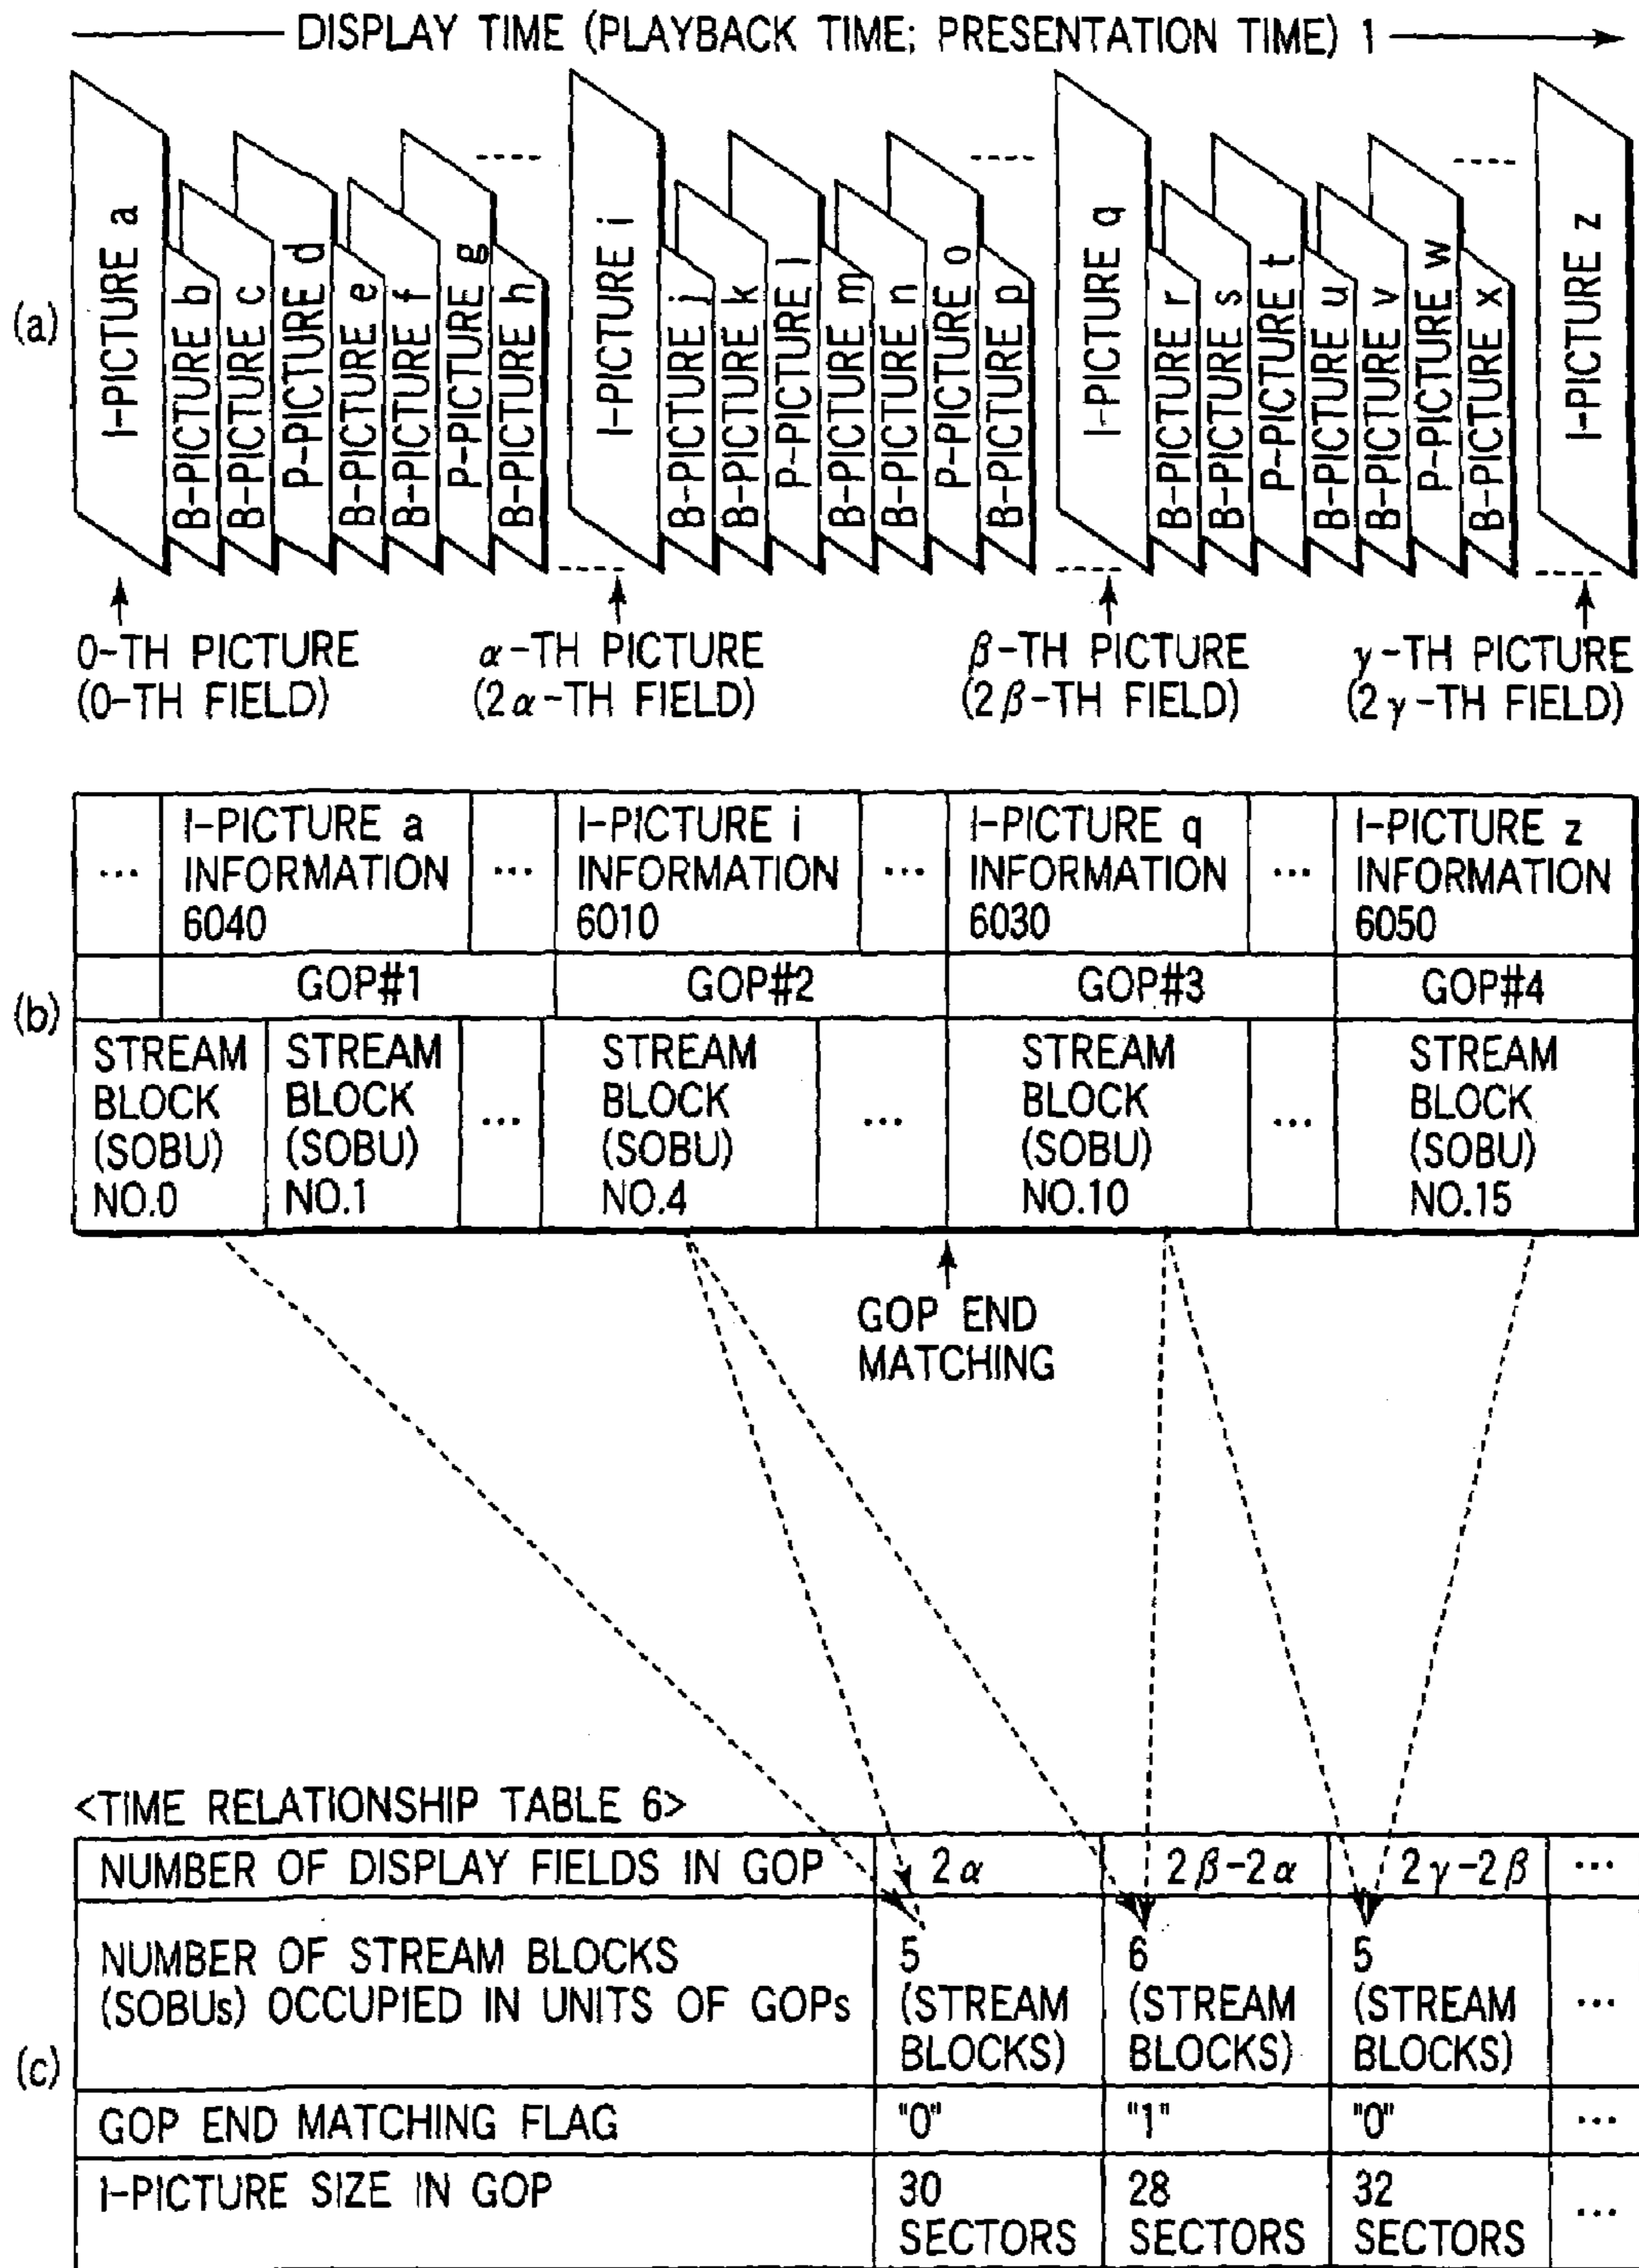 DISPLAY TIME (PLAYBACK TIME; PRESENTATION TIME) 1
(a)
I-PICTURE a
B-PICTURE b
B-PICTURE c
P-PICTURE d
B-PICTURE e
B-PICTURE f
P-PICTURE g
B-PICTURE h
I-PICTURE i
B-PICTURE j
B-PICTURE k
P-PICTURE l
B-PICTURE m
B-PICTURE n
P-PICTURE o
B-PICTURE p
I-PICTURE q
B-PICTURE r
B-PICTURE s
P-PICTURE t
B-PICTURE u
B-PICTURE v
P-PICTURE w
B-PICTURE x
I-PICTURE z
0-TH PICTURE
(0-TH FIELD)
α-TH PICTURE
(2α-TH FIELD)
β-TH PICTURE
(2β-TH FIELD)
γ-TH PICTURE
(2γ-TH FIELD)
(b)
...
I-PICTURE a
INFORMATION
6040
...
I-PICTURE i
INFORMATION
6010
...
I-PICTURE q
INFORMATION
6030
...
I-PICTURE z
INFORMATION
6050
GOP#1
GOP#2
GOP#3
GOP#4
STREAM
BLOCK
(SOBU)
NO.0
STREAM
BLOCK
(SOBU)
NO.1
...
STREAM
BLOCK
(SOBU)
NO.4
...
STREAM
BLOCK
(SOBU)
NO.10
...
STREAM
BLOCK
(SOBU)
NO.15
GOP END
MATCHING
<TIME RELATIONSHIP TABLE 6>
(c)
NUMBER OF DISPLAY FIELDS IN GOP
2α
2β-2α
2γ-2β
...
NUMBER OF STREAM BLOCKS
(SOBUs) OCCUPIED IN UNITS OF GOPs
5
(STREAM
BLOCKS)
6
(STREAM
BLOCKS)
5
(STREAM
BLOCKS)
...
GOP END MATCHING FLAG
"0"
"1"
"0"
...
I-PICTURE SIZE IN GOP
30
SECTORS
28
SECTORS
32
SECTORS
...